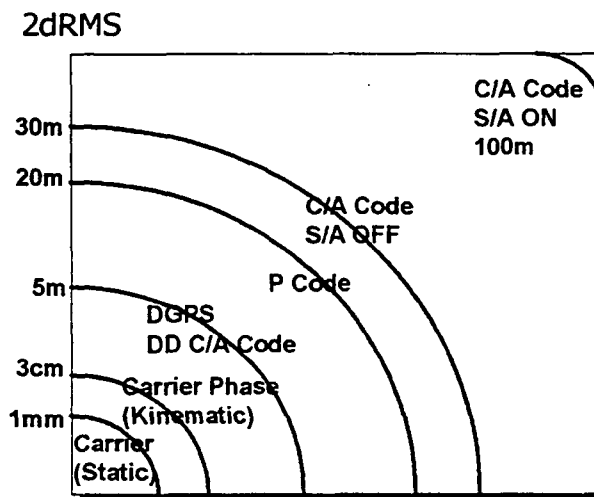 2dRMS
C/A Code
S/A ON
100m
30m
20m
C/A Code
S/A OFF
P Code
5m
DGPS
DD C/A Code
3cm
Carrier Phase
(Kinematic)
1mm
Carrier
(Static)